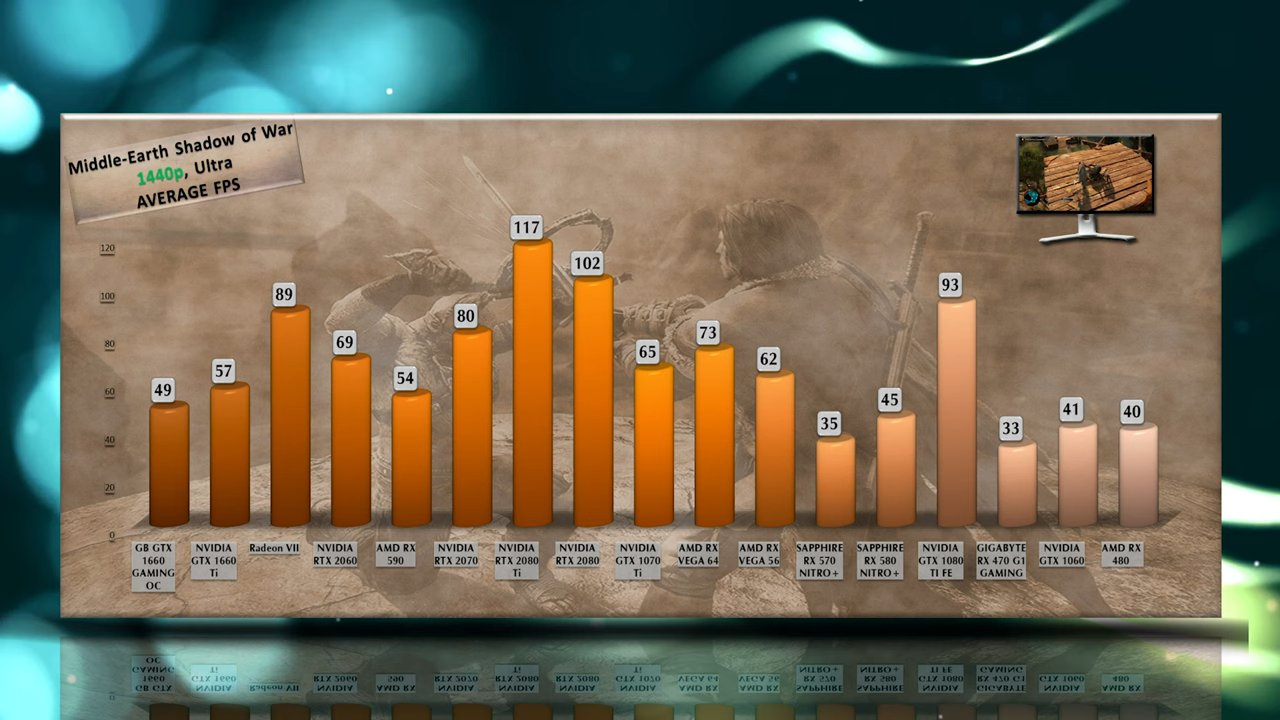 Middle-Earth Shadow of War
1440p, Ultra
AVERAGE FPS
120
100
80
60
40
20
0
49
57
89
69
54
80
117
102
65
73
62
35
45
93
33
41
40
GB GTX
1660
GAMING
OC
NVIDIA
GTX 1660
Ti
Radeon VII
NVIDIA
RTX 2060
AMD RX
590
NVIDIA
RTX 2070
NVIDIA
RTX 2080
Ti
NVIDIA
RTX 2080
NVIDIA
GTX 1070
Ti
AMD RX
VEGA 64
AMD RX
VEGA 56
SAPPHIRE
RX 570
NITRO+
SAPPHIRE
RX 580
NITRO+
NVIDIA
GTX 1080
TI FE
GIGABYTE
RX 470 G1
GAMING
NVIDIA
GTX 1060
AMD RX
480